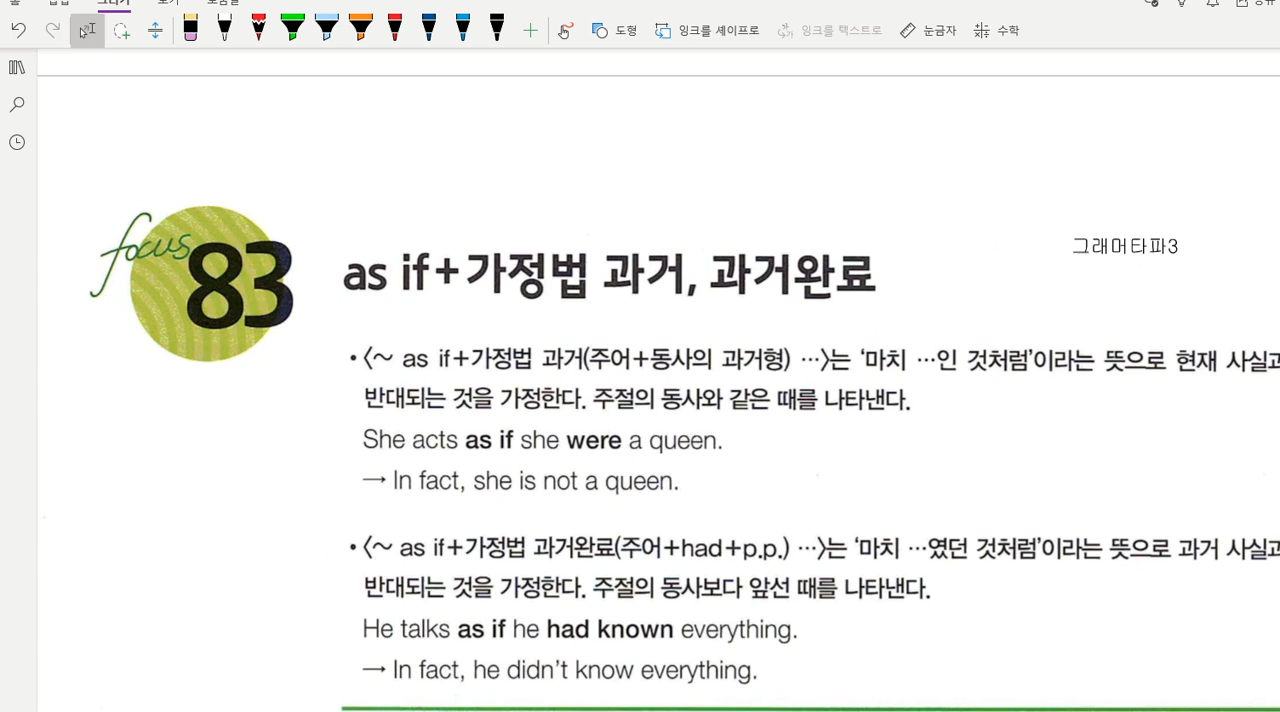 도형
잉크를 셰이프로
잉크를 텍스트로
눈금자
수학
focus
83
as if+가정법 과거, 과거완료
그래머타파3
•〈~ as if+가정법 과거(주어+동사의 과거형) …〉는 ‘마치 …인 것처럼’이라는 뜻으로 현재 사실과
반대되는 것을 가정한다. 주절의 동사와 같은 때를 나타낸다.
She acts as if she were a queen.
→ In fact, she is not a queen.
•〈~ as if+가정법 과거완료(주어+had+p.p.) …〉는 ‘마치 …였던 것처럼’이라는 뜻으로 과거 사실과
반대되는 것을 가정한다. 주절의 동사보다 앞선 때를 나타낸다.
He talks as if he had known everything.
→ In fact, he didn’t know everything.